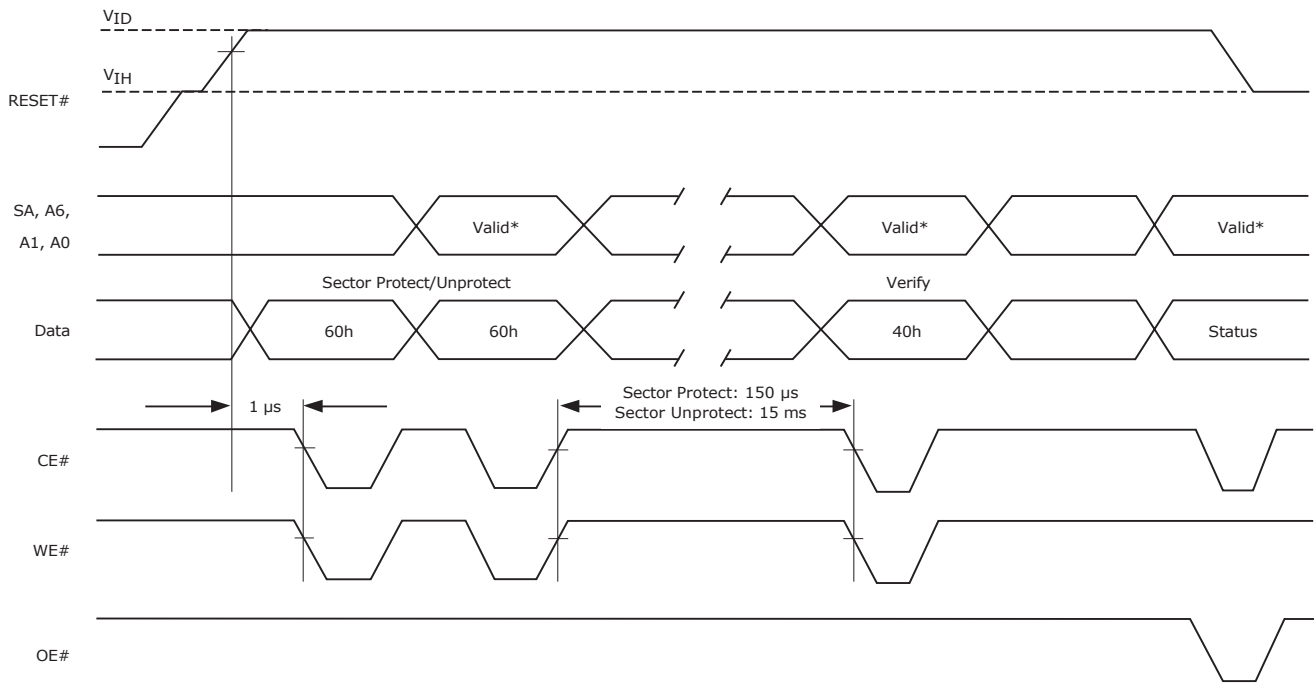 VID
VIH
RESET#
SA, A6,
A1, A0
Valid*
Valid*
Valid*
Sector Protect/Unprotect
Verify
Data
60h
60h
40h
Status
1 µs
Sector Protect: 150 µs
Sector Unprotect: 15 ms
CE#
WE#
OE#